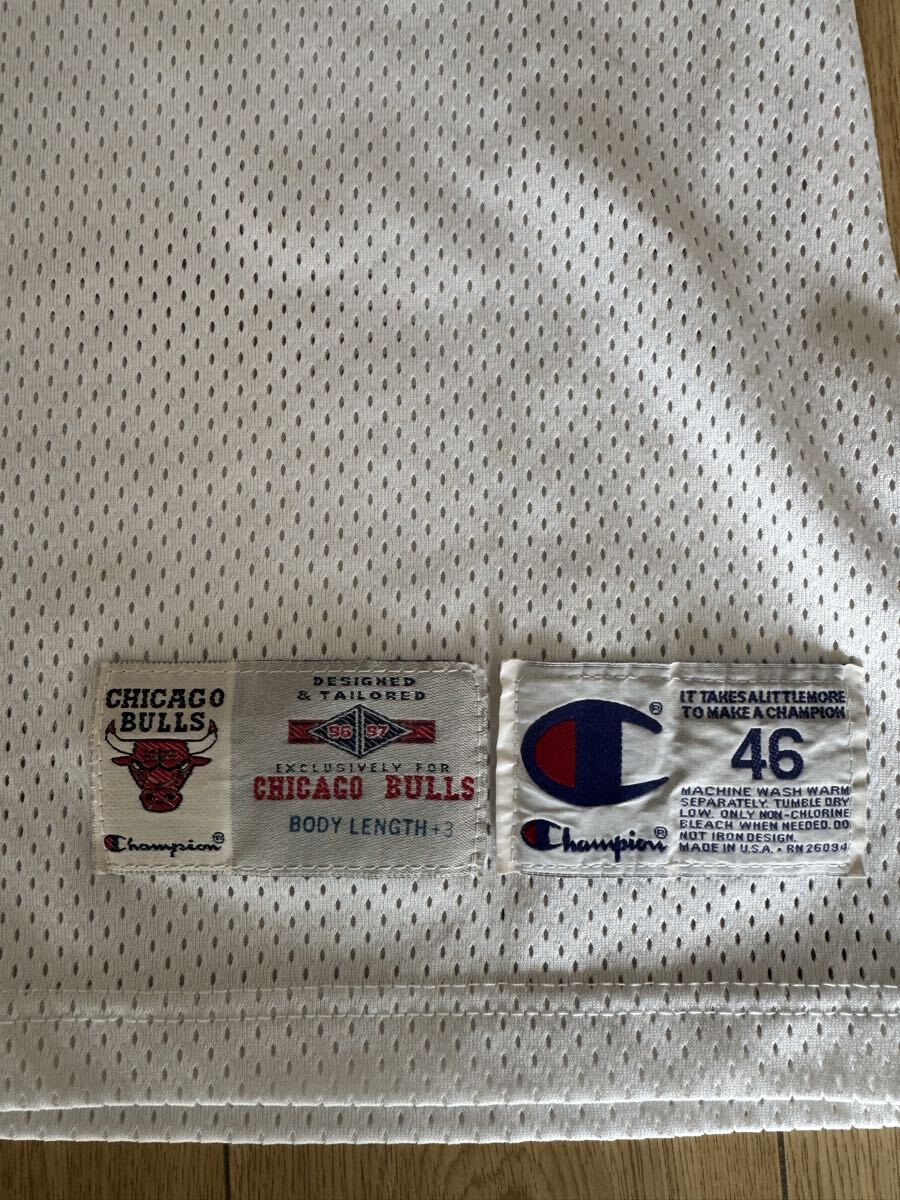 CHICAGO
BULLS
Champion®
DESIGNED
& TAILORED
96 97
EXCLUSIVELY FOR
CHICAGO BULLS
BODY LENGTH+3
®
Champion®
IT TAKES A LITTLE MORE
TO MAKE A CHAMPION
46
MACHINE WASH WARM
SEPARATELY. TUMBLE DRY
LOW. ONLY NON-CHLORINE
BLEACH WHEN NEEDED. DO
NOT IRON DESIGN.
MADE IN U.S.A. • RN 26094